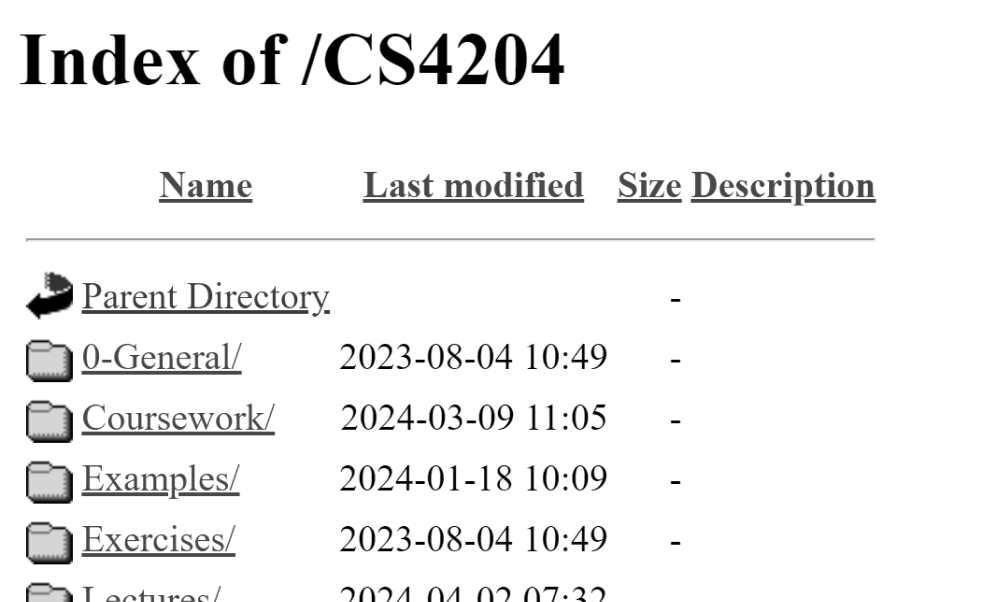 Index of /CS4204
Name Last modified Size Description
Parent Directory -
0-General/ 2023-08-04 10:49 -
Coursework/ 2024-03-09 11:05 -
Examples/ 2024-01-18 10:09 -
Exercises/ 2023-08-04 10:49 -
Lectures/ 2024-04-02 07:32